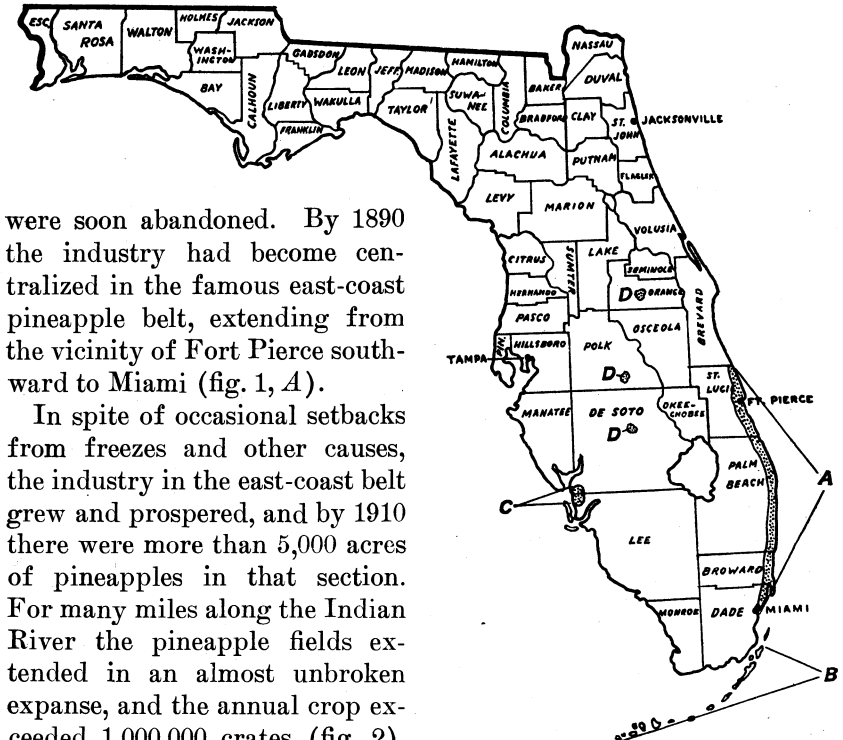 were soon abandoned. By 1890
the industry had become cen-
tralized in the famous east-coast
pineapple belt, extending from
the vicinity of Fort Pierce south-
ward to Miami (fig. 1, A).
In spite of occasional setbacks
from freezes and other causes,
the industry in the east-coast belt
grew and prospered, and by 1910
there were more than 5,000 acres
of pineapples in that section.
For many miles along the Indian
River the pineapple fields ex-
tended in an almost unbroken
expanse, and the annual crop ex-
ceeded 1,000,000 crates (fig. 2).
ESC.
SANTA
ROSA
WALTON
HOLMES
JACKSON
WASH-
INGTON
BAY
CALHOUN
GADSDON
LIBERTY
LEON
WAKULLA
FRANKLIN
JEFF.
MADISON
TAYLOR
HAMILTON
SUWA-
NEE
LAFAYETTE
COLUMBIA
BAKER
BRADFORD
NASSAU
DUVAL
CLAY
ST.
JOHN
JACKSONVILLE
ALACHUA
PUTNAM
FLAGLER
LEVY
MARION
VOLUSIA
CITRUS
SUMTER
LAKE
SEMINOLE
HERNANDO
D
ORANGE
BREVARD
PASCO
OSCEOLA
PIN.
HILLSBORO
POLK
TAMPA
D
ST.
LUCI
FT. PIERCE
MANATEE
DE SOTO
OKEE-
CHOBEE
D
PALM
BEACH
A
C
LEE
BROWARD
MONROE
DADE
MIAMI
B